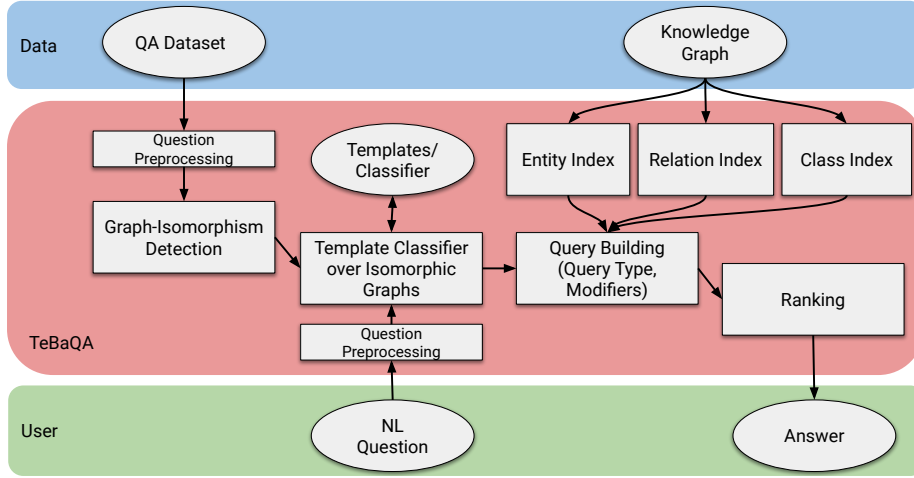 Data
QA Dataset
Knowledge
Graph
Question
Preprocessing
Templates/
Classifier
Entity Index
Relation Index
Class Index
Graph-Isomorphism
Detection
Template Classifier
over Isomorphic
Graphs
Query Building
(Query Type,
Modifiers)
Ranking
Question
Preprocessing
TeBaQA
User
NL
Question
Answer